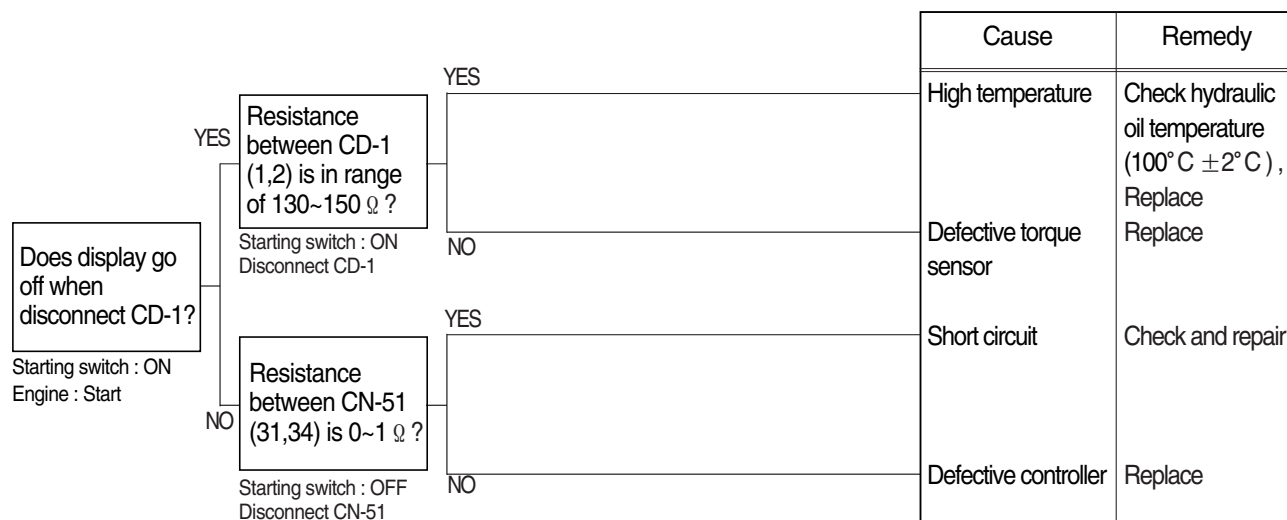 Does display go
off when
disconnect CD-1?
Starting switch : ON
Engine : Start
YES
Resistance
between CD-1
(1,2) is in range
of 130~150 Ω ?
Starting switch : ON
Disconnect CD-1
NO
Resistance
between CN-51
(31,34) is 0~1 Ω ?
Starting switch : OFF
Disconnect CN-51
YES
NO
YES
NO
Cause
Remedy
High temperature
Check hydraulic
oil temperature
(100°C ±2°C) ,
Replace
Defective torque
sensor
Replace
Short circuit
Check and repair
Defective controller
Replace